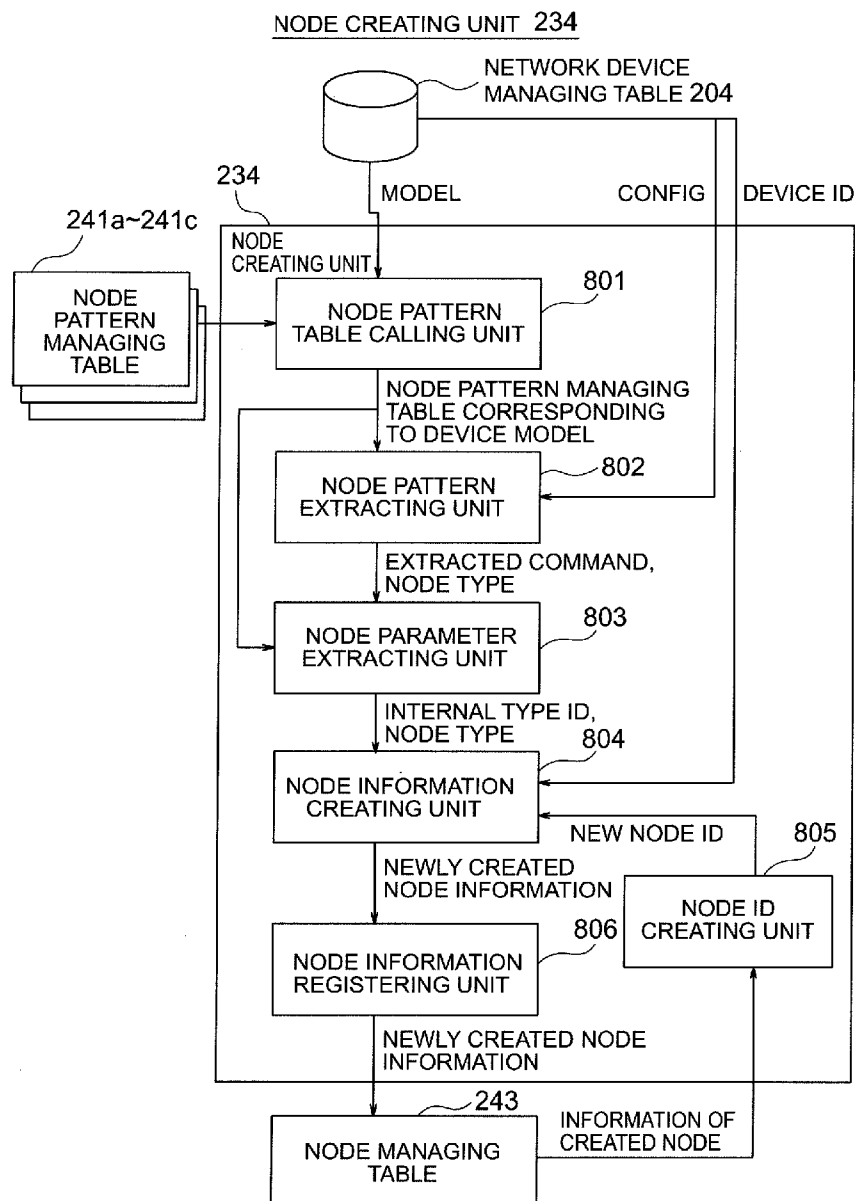 NODE CREATING UNIT 234
NETWORK DEVICE
MANAGING TABLE 204
234
MODEL
CONFIG
DEVICE ID
241a~241c
NODE
CREATING UNIT
NODE
PATTERN
MANAGING
TABLE
801
NODE PATTERN
TABLE CALLING UNIT
NODE PATTERN MANAGING
TABLE CORRESPONDING
TO DEVICE MODEL
802
NODE PATTERN
EXTRACTING UNIT
EXTRACTED COMMAND,
NODE TYPE
803
NODE PARAMETER
EXTRACTING UNIT
INTERNAL TYPE ID,
NODE TYPE
804
NODE INFORMATION
CREATING UNIT
NEW NODE ID
805
NODE ID
CREATING UNIT
NEWLY CREATED
NODE INFORMATION
806
NODE INFORMATION
REGISTERING UNIT
NEWLY CREATED NODE
INFORMATION
243
NODE MANAGING
TABLE
INFORMATION OF
CREATED NODE